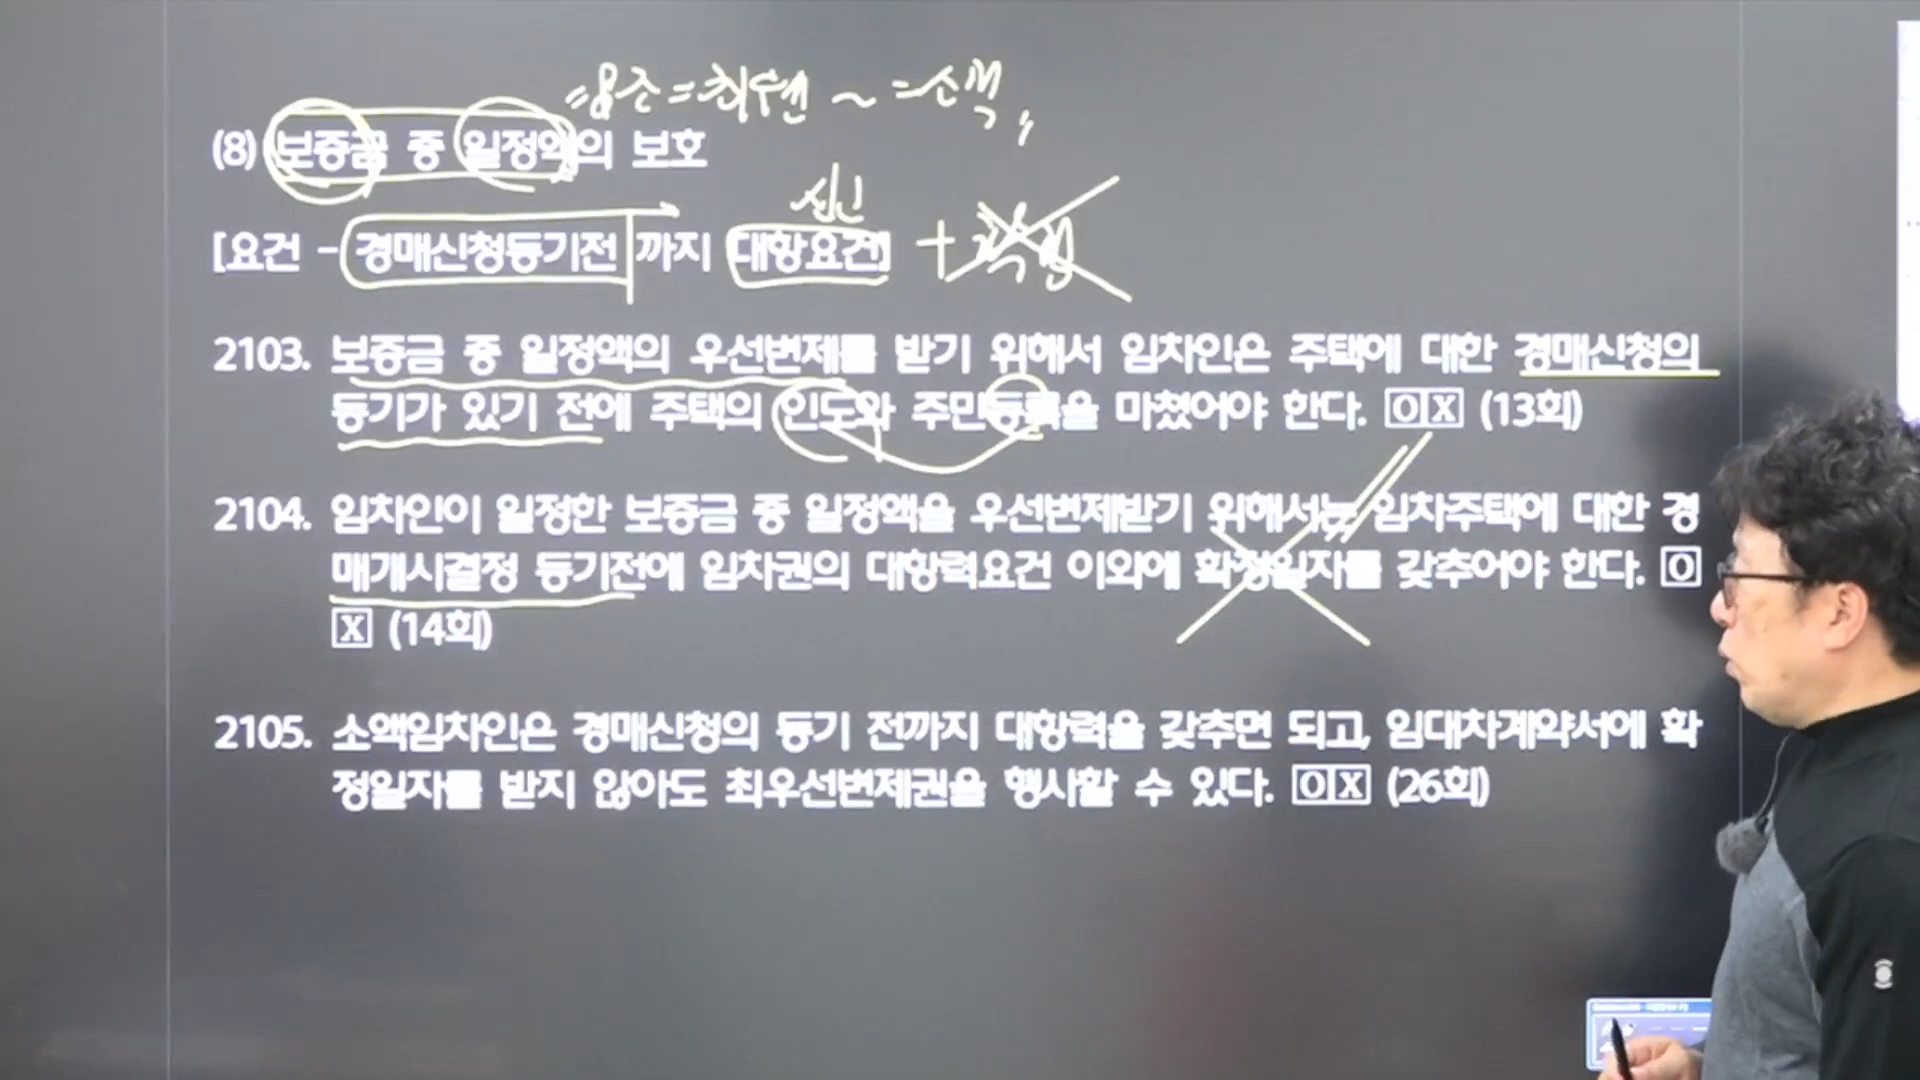 = 8조 = 최우변 ~ = 소액
(8) 보증금 중 일정액의 보호
신인
[요건 - 경매신청등기전 까지 대항요건] + 확정
2103. 보증금 중 일정액의 우선변제를 받기 위해서 임차인은 주택에 대한 경매신청의
등기가 있기 전에 주택의 인도와 주민등록을 마쳤어야 한다. O X (13회)
2104. 임차인이 일정한 보증금 중 일정액을 우선변제받기 위해서는 임차주택에 대한 경
매개시결정 등기전에 임차권의 대항력요건 이외에 확정일자를 갖추어야 한다. O
X (14회)
2105. 소액임차인은 경매신청의 등기 전까지 대항력을 갖추면 되고, 임대차계약서에 확
정일자를 받지 않아도 최우선변제권을 행사할 수 있다. O X (26회)